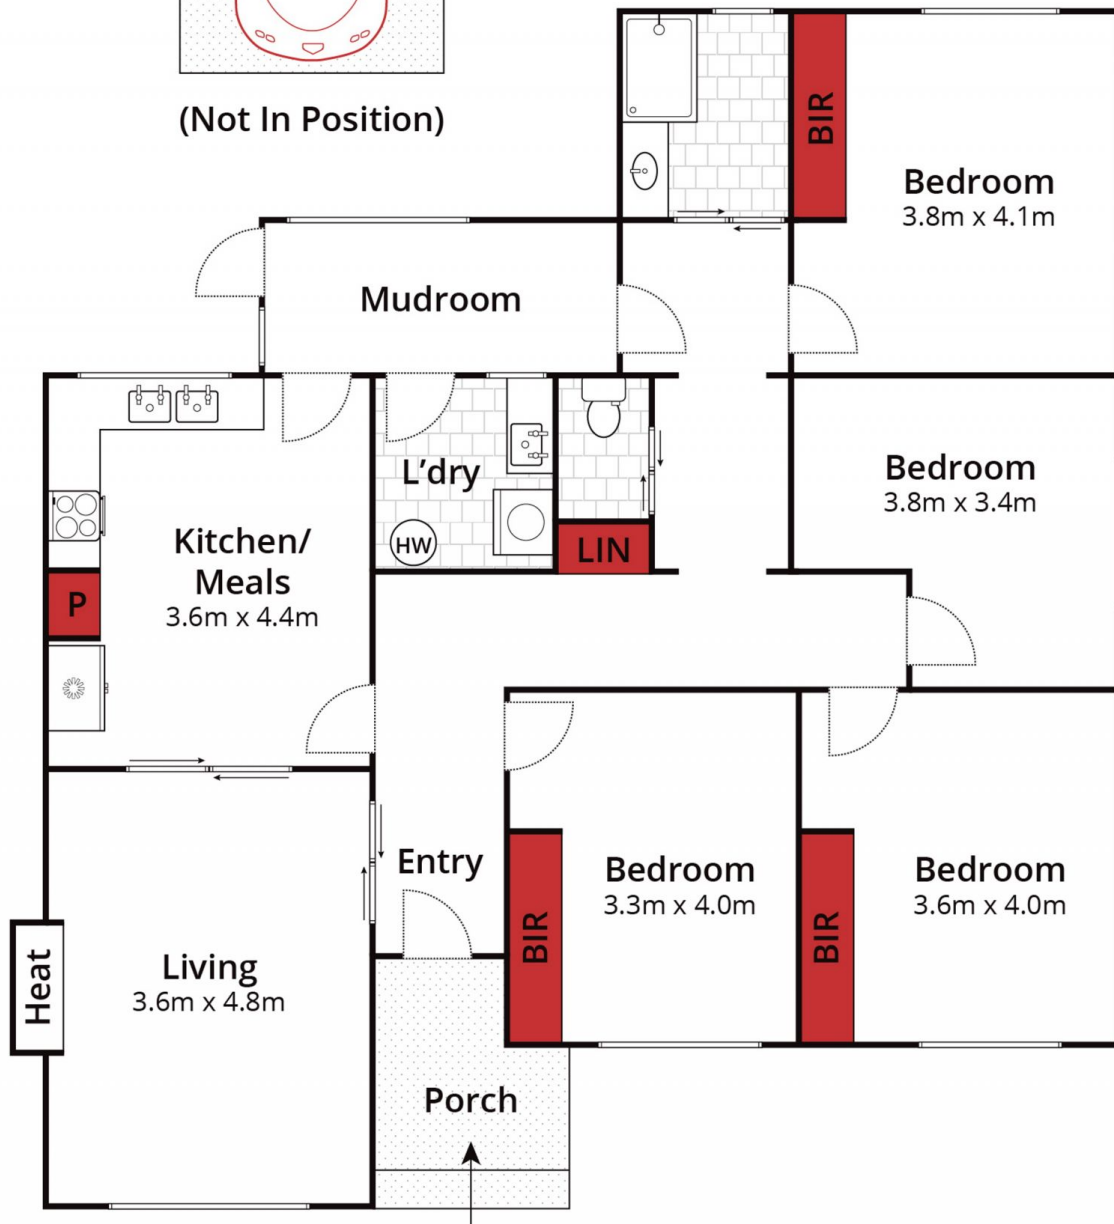 (Not In Position)
BIR
Bedroom
3.8m x 4.1m
Mudroom
Bedroom
3.8m x 3.4m
L'dry
HW
LIN
Kitchen/
Meals
3.6m x 4.4m
P
Entry
Bedroom
3.3m x 4.0m
BIR
Bedroom
3.6m x 4.0m
BIR
Living
3.6m x 4.8m
Heat
Porch